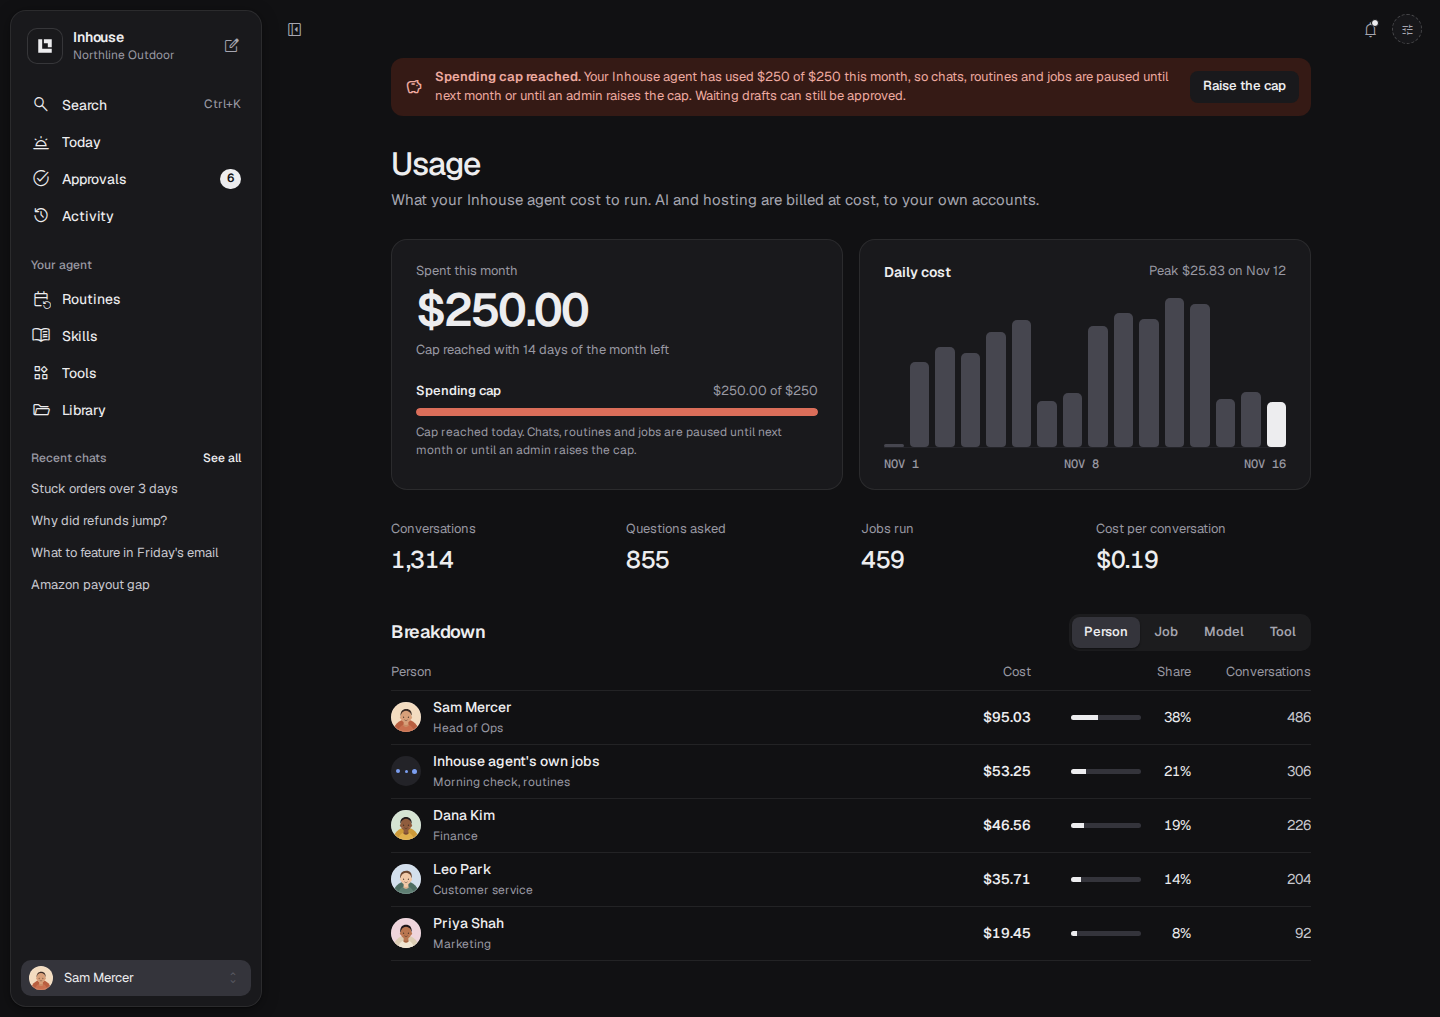 Inhouse
Northline Outdoor
Search Ctrl+K
Today
Approvals 6
Activity
Your agent
Routines
Skills
Tools
Library
Recent chats See all
Stuck orders over 3 days
Why did refunds jump?
What to feature in Friday's email
Amazon payout gap
Sam Mercer
Spending cap reached. Your Inhouse agent has used $250 of $250 this month, so chats, routines and jobs are paused until
next month or until an admin raises the cap. Waiting drafts can still be approved.
Raise the cap
Usage
What your Inhouse agent cost to run. AI and hosting are billed at cost, to your own accounts.
Spent this month
$250.00
Cap reached with 14 days of the month left
Spending cap $250.00 of $250
Cap reached today. Chats, routines and jobs are paused until next
month or until an admin raises the cap.
Daily cost Peak $25.83 on Nov 12
NOV 1 NOV 8 NOV 16
Conversations Questions asked Jobs run Cost per conversation
1,314 855 459 $0.19
Breakdown Person Job Model Tool
Person Cost Share Conversations
Sam Mercer
Head of Ops
$95.03 38% 486
Inhouse agent's own jobs
Morning check, routines
$53.25 21% 306
Dana Kim
Finance
$46.56 19% 226
Leo Park
Customer service
$35.71 14% 204
Priya Shah
Marketing
$19.45 8% 92